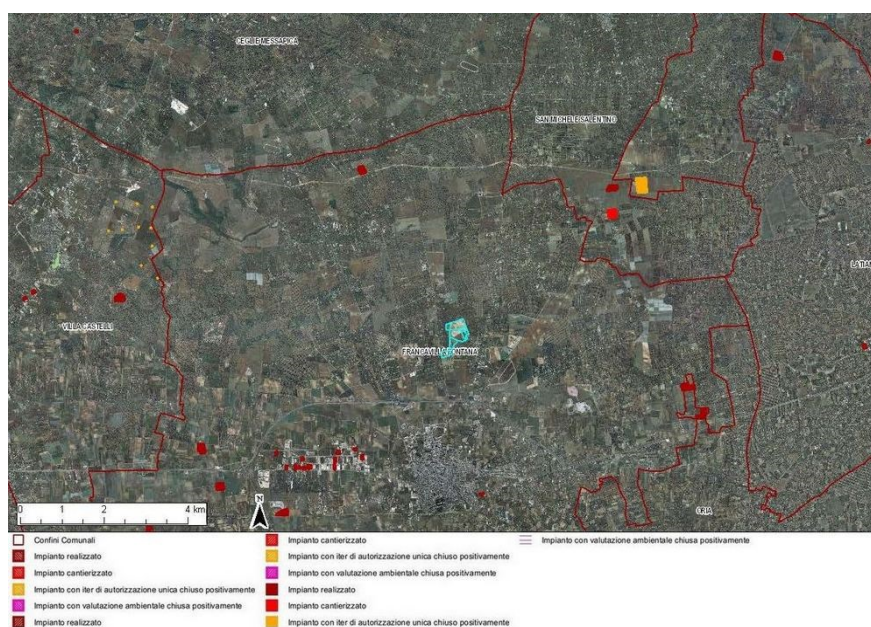 CEGLIE MESSAPICA
SAN MICHELE SALENTINO
VILLA CASTELLI
FRANCAVILLA FONTANA
ORIA
N
0 2 4 km
Confini Comunali
Impianto realizzato
Impianto cantierizzato
Impianto con iter di autorizzazione unica chiuso positivamente
Impianto con valutazione ambientale chiusa positivamente
Impianto realizzato
Impianto cantierizzato
Impianto con iter di autorizzazione unica chiuso positivamente
Impianto con valutazione ambientale chiusa positivamente
Impianto realizzato
Impianto cantierizzato
Impianto con iter di autorizzazione unica chiuso positivamente
Impianto con valutazione ambientale chiusa positivamente